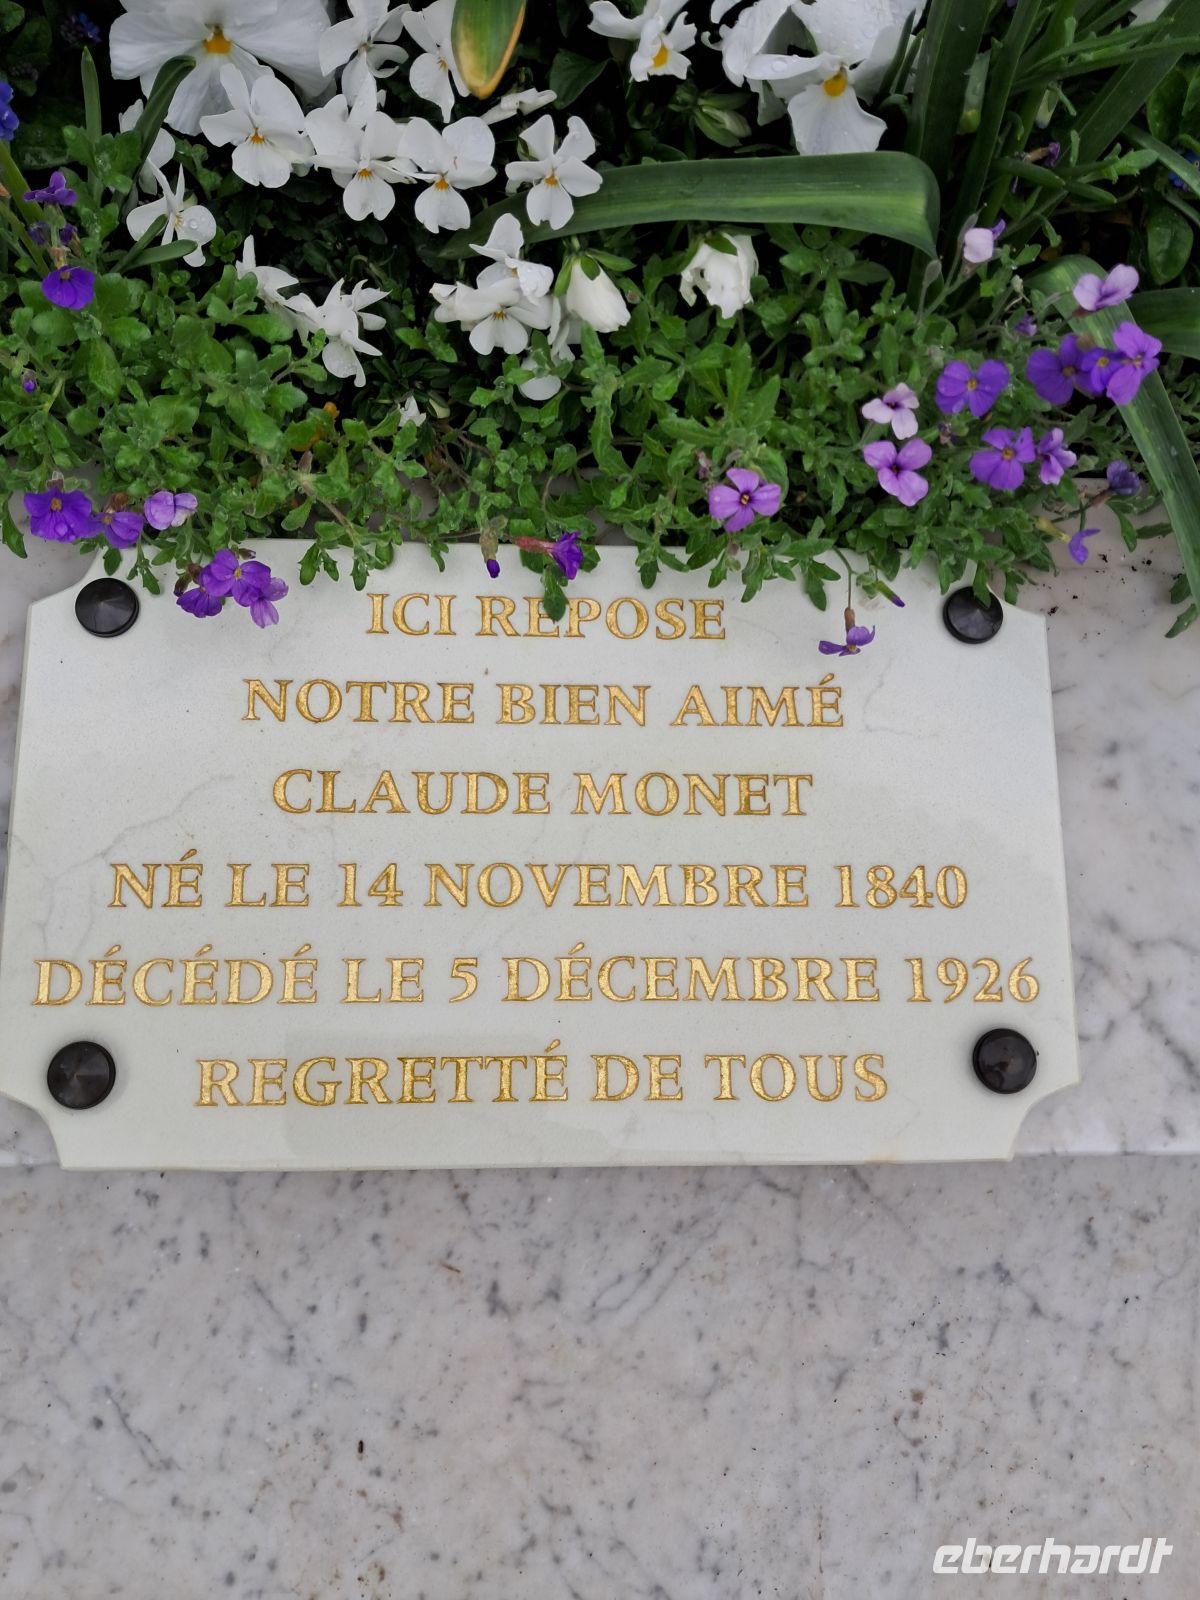 ICI REPOSE
NOTRE BIEN AIMÉ
CLAUDE MONET
NÉ LE 14 NOVEMBRE 1840
DÉCÉDÉ LE 5 DÉCEMBRE 1926
REGRETTÉ DE TOUS
eberhardt